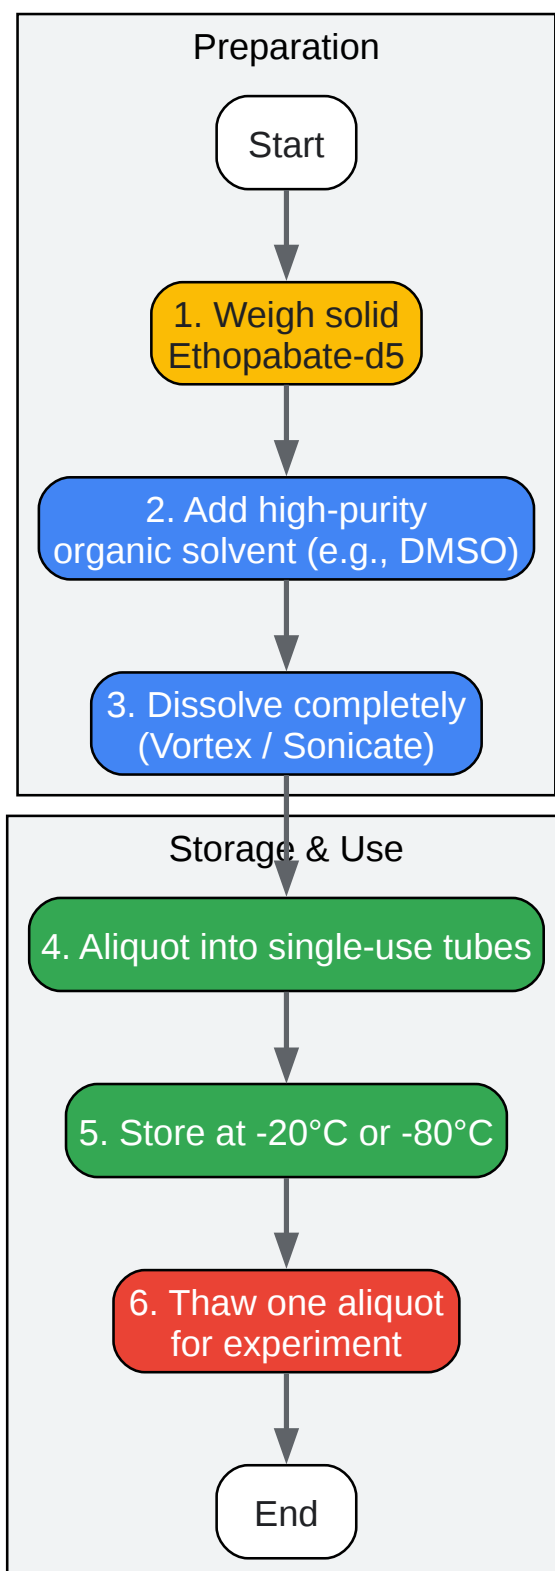 Preparation
Start
1. Weigh solid
Ethopabate-d5
2. Add high-purity
organic solvent (e.g., DMSO)
3. Dissolve completely
(Vortex / Sonicate)
Storage & Use
4. Aliquot into single-use tubes
5. Store at -20°C or -80°C
6. Thaw one aliquot
for experiment
End